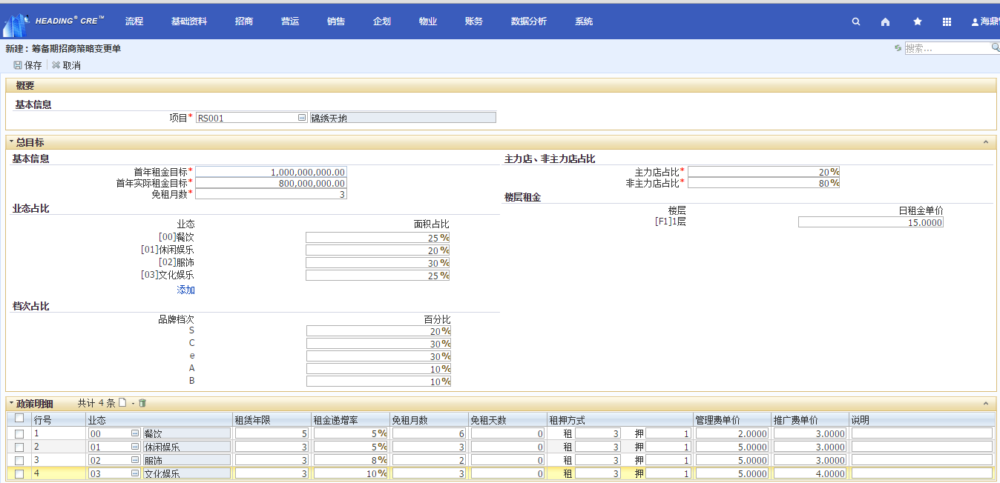 HEADING® CRE™ 流程 基础资料 招商 营运 销售 企划 物业 账务 数据分析 系统 海鼎
新建：筹备期招商策略变更单 搜索...
保存 取消
概要
基本信息
项目* RS001 锦绣天地
总目标
基本信息
首年租金目标* 1,000,000,000.00
首年实际租金目标* 800,000,000.00
免租月数* 3
业态占比
业态 面积占比
[00]餐饮 25%
[01]休闲娱乐 20%
[02]服饰 30%
[03]文化娱乐 25%
添加
档次占比
品牌档次 百分比
S 20%
C 30%
e 30%
A 10%
B 10%
主力店、非主力店占比
主力店占比* 20%
非主力店占比* 80%
楼层租金
楼层 日租金单价
[F1]1层 15.0000
政策明细 共计 4 条
行号 业态 租赁年限 租金递增率 免租月数 免租天数 租押方式 管理费单价 推广费单价 说明
1 00 餐饮 5 5% 6 0 租 3 押 1 2.0000 3.0000
2 01 休闲娱乐 3 5% 3 0 租 3 押 1 5.0000 3.0000
3 02 服饰 3 8% 2 0 租 3 押 1 5.0000 3.0000
4 03 文化娱乐 3 10% 3 0 租 3 押 1 5.0000 4.0000